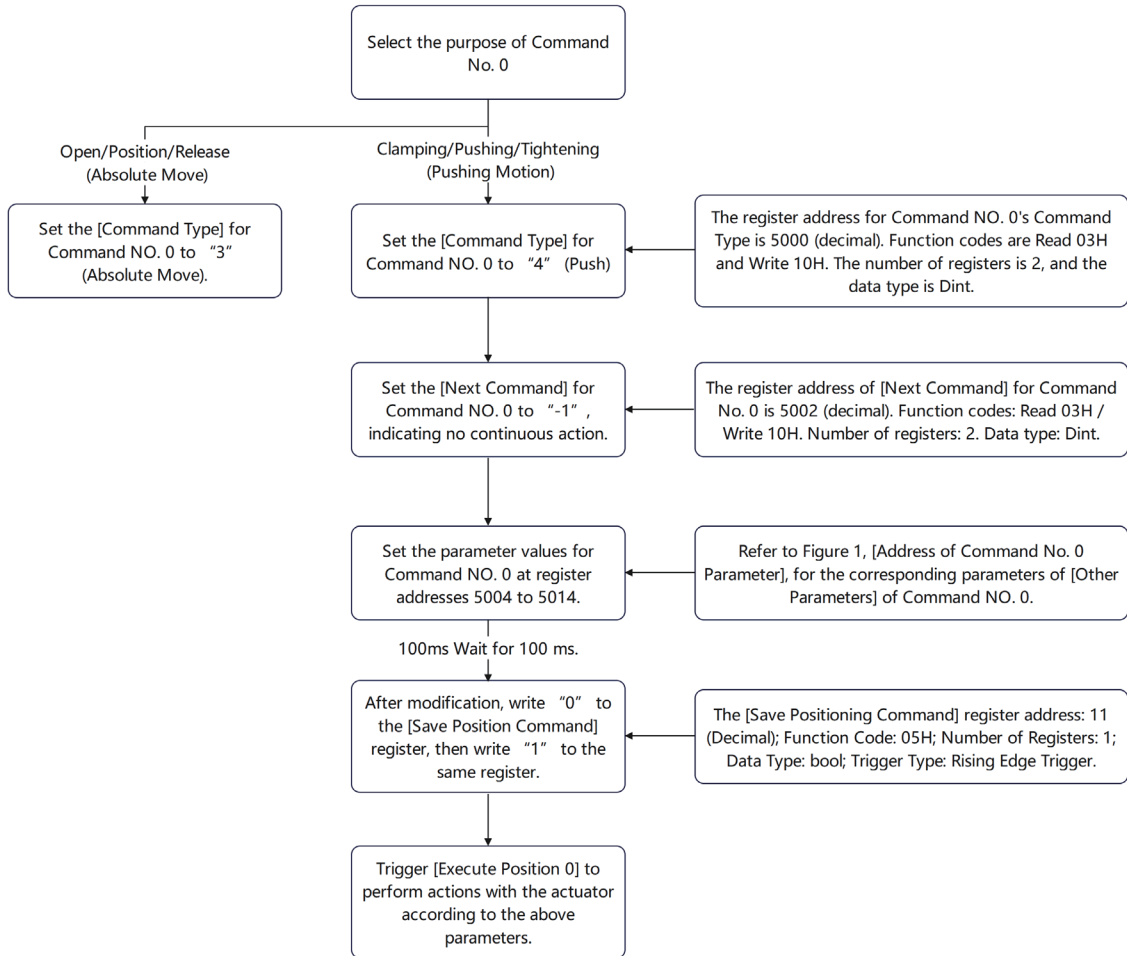 Select the purpose of Command
No. 0
Open/Position/Release
(Absolute Move)
Clamping/Pushing/Tightening
(Pushing Motion)
Set the [Command Type] for
Command NO. 0 to “3”
(Absolute Move).
Set the [Command Type] for
Command NO. 0 to “4” (Push)
The register address for Command NO. 0's Command
Type is 5000 (decimal). Function codes are Read 03H
and Write 10H. The number of registers is 2, and the
data type is Dint.
Set the [Next Command] for
Command NO. 0 to “-1” ,
indicating no continuous action.
The register address of [Next Command] for Command
No. 0 is 5002 (decimal). Function codes: Read 03H /
Write 10H. Number of registers: 2. Data type: Dint.
Set the parameter values for
Command NO. 0 at register
addresses 5004 to 5014.
Refer to Figure 1, [Address of Command No. 0
Parameter], for the corresponding parameters of [Other
Parameters] of Command NO. 0.
100ms Wait for 100 ms.
After modification, write “0” to
the [Save Position Command]
register, then write “1” to the
same register.
The [Save Positioning Command] register address: 11
(Decimal); Function Code: 05H; Number of Registers: 1;
Data Type: bool; Trigger Type: Rising Edge Trigger.
Trigger [Execute Position 0] to
perform actions with the actuator
according to the above
parameters.